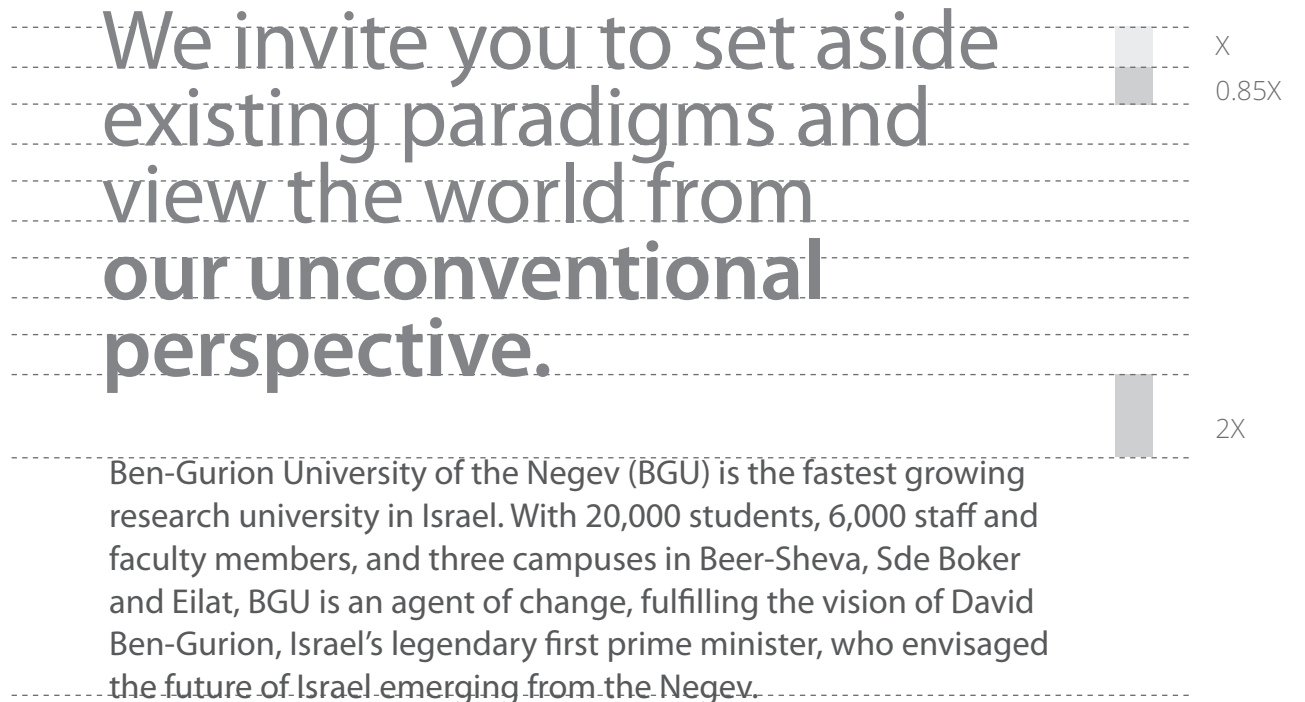 We invite you to set aside
X
0.85X
existing paradigms and
view the world from
our unconventional
perspective.
2X
Ben-Gurion University of the Negev (BGU) is the fastest growing
research university in Israel. With 20,000 students, 6,000 staff and
faculty members, and three campuses in Beer-Sheva, Sde Boker
and Eilat, BGU is an agent of change, fulfilling the vision of David
Ben-Gurion, Israel’s legendary first prime minister, who envisaged
the future of Israel emerging from the Negev.